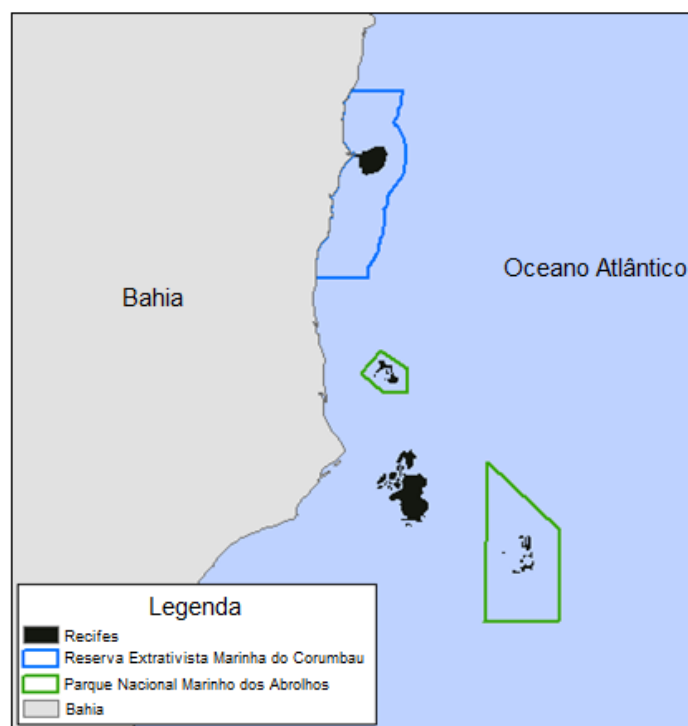 Oceano Atlântico
Bahia
Legenda
Recifes
Reserva Extrativista Marinha do Corumbau
Parque Nacional Marinho dos Abrolhos
Bahia